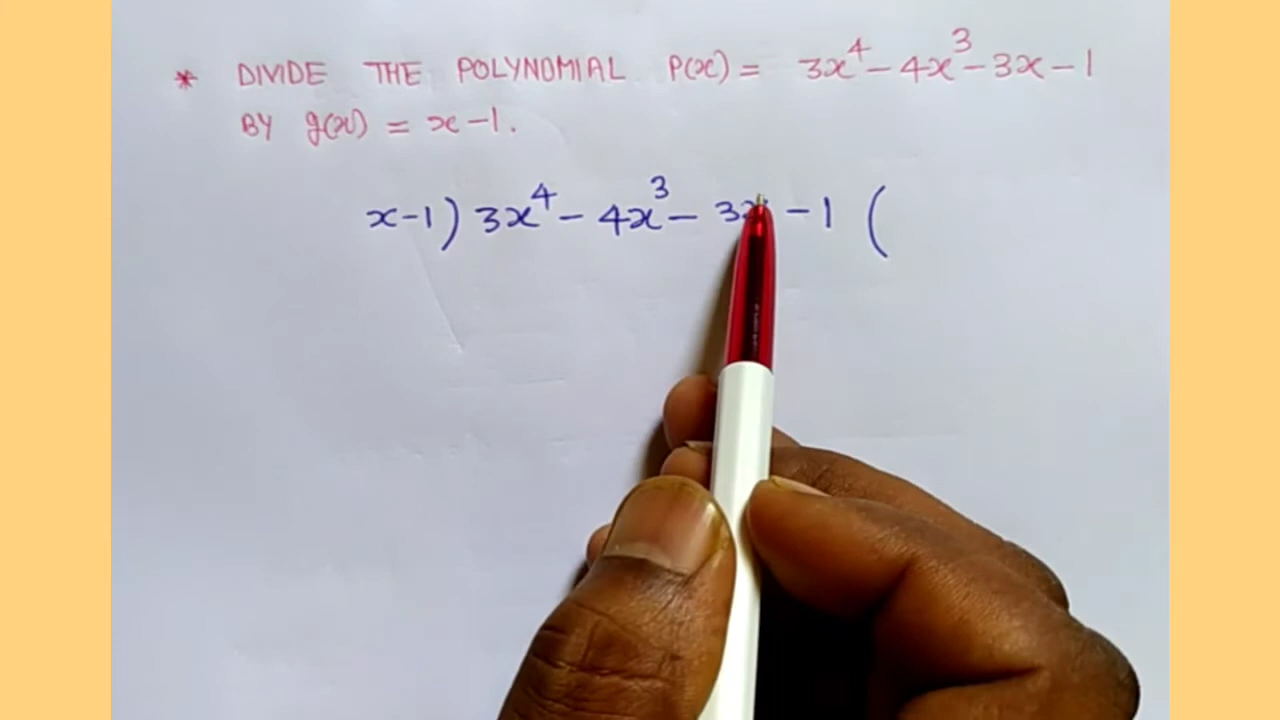 * DIVIDE THE POLYNOMIAL P(x) = 3x⁴ - 4x³ - 3x - 1
BY g(x) = x - 1.
x-1) 3x⁴ - 4x³ - 3x - 1 (